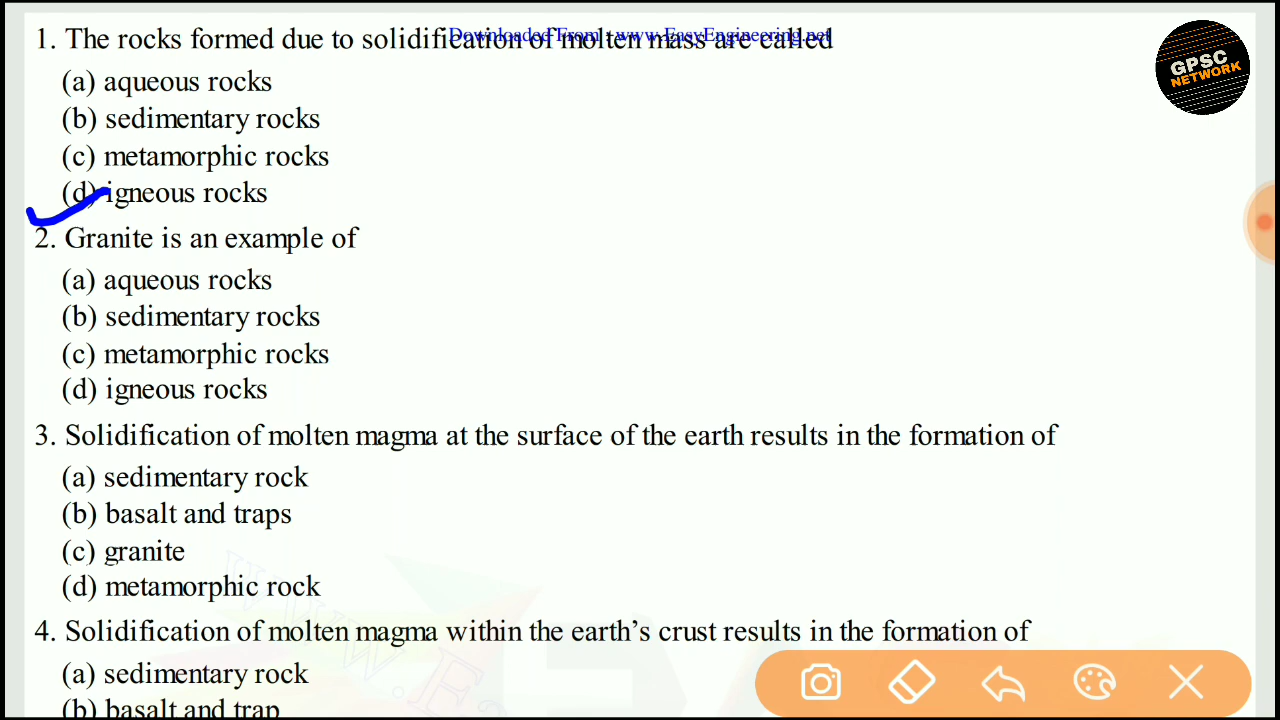 1. The rocks formed due to solidification of molten mass are called
Downloaded From : www.EasyEngineering.net
GPSC
NETWORK
(a) aqueous rocks
(b) sedimentary rocks
(c) metamorphic rocks
(d) igneous rocks
2. Granite is an example of
(a) aqueous rocks
(b) sedimentary rocks
(c) metamorphic rocks
(d) igneous rocks
3. Solidification of molten magma at the surface of the earth results in the formation of
(a) sedimentary rock
(b) basalt and traps
(c) granite
(d) metamorphic rock
4. Solidification of molten magma within the earth’s crust results in the formation of
(a) sedimentary rock
(b) basalt and trap